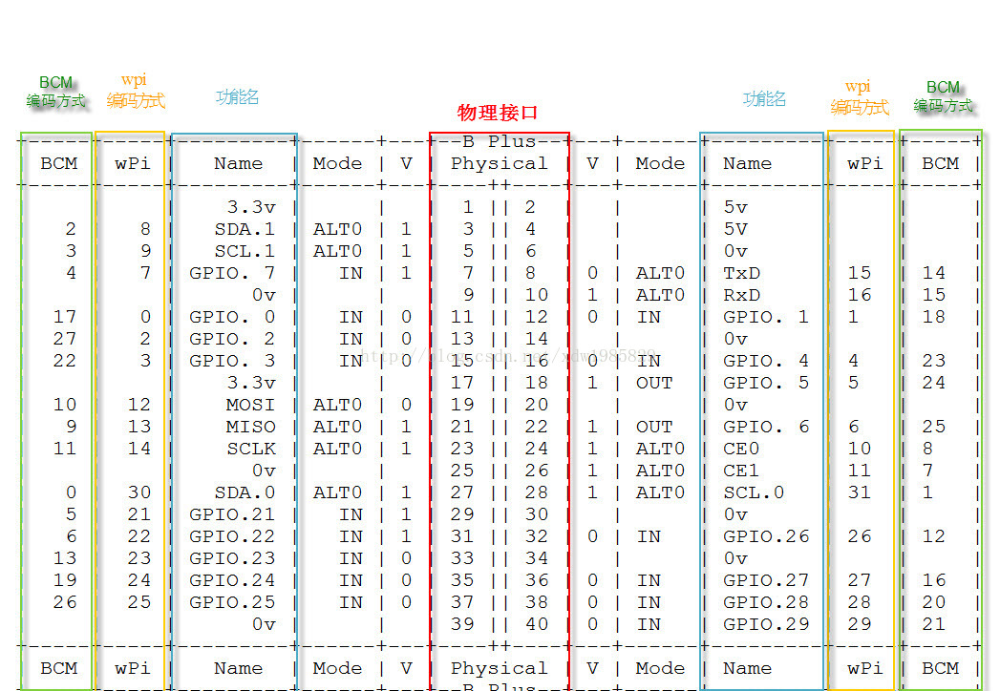 BCM wpi 功能名 功能名 wpi BCM
编码方式 编码方式 物理接口 编码方式 编码方式
+-----+-----+---------+------+---+--B Plus--+---+------+---------+-----+-----+
| BCM | wPi | Name | Mode | V | Physical | V | Mode | Name | wPi | BCM |
+-----+-----+---------+------+---+----++----+---+------+---------+-----+-----+
| | | 3.3v | | | 1 || 2 | | | 5v | | |
| 2 | 8 | SDA.1 | ALT0 | 1 | 3 || 4 | | | 5V | | |
| 3 | 9 | SCL.1 | ALT0 | 1 | 5 || 6 | | | 0v | | |
| 4 | 7 | GPIO. 7 | IN | 1 | 7 || 8 | 0 | ALT0 | TxD | 15 | 14 |
| | | 0v | | | 9 || 10 | 1 | ALT0 | RxD | 16 | 15 |
| 17 | 0 | GPIO. 0 | IN | 0 | 11 || 12 | 0 | IN | GPIO. 1 | 1 | 18 |
| 27 | 2 | GPIO. 2 | IN | 0 | 13 || 14 | | | 0v | | |
http://blog.csdn.net/xdw1985829
| 22 | 3 | GPIO. 3 | IN | 0 | 15 || 16 | 0 | IN | GPIO. 4 | 4 | 23 |
| | | 3.3v | | | 17 || 18 | 1 | OUT | GPIO. 5 | 5 | 24 |
| 10 | 12 | MOSI | ALT0 | 0 | 19 || 20 | | | 0v | | |
| 9 | 13 | MISO | ALT0 | 1 | 21 || 22 | 1 | OUT | GPIO. 6 | 6 | 25 |
| 11 | 14 | SCLK | ALT0 | 1 | 23 || 24 | 1 | ALT0 | CE0 | 10 | 8 |
| | | 0v | | | 25 || 26 | 1 | ALT0 | CE1 | 11 | 7 |
| 0 | 30 | SDA.0 | ALT0 | 1 | 27 || 28 | 1 | ALT0 | SCL.0 | 31 | 1 |
| 5 | 21 | GPIO.21 | IN | 1 | 29 || 30 | | | 0v | | |
| 6 | 22 | GPIO.22 | IN | 1 | 31 || 32 | 0 | IN | GPIO.26 | 26 | 12 |
| 13 | 23 | GPIO.23 | IN | 0 | 33 || 34 | | | 0v | | |
| 19 | 24 | GPIO.24 | IN | 0 | 35 || 36 | 0 | IN | GPIO.27 | 27 | 16 |
| 26 | 25 | GPIO.25 | IN | 0 | 37 || 38 | 0 | IN | GPIO.28 | 28 | 20 |
| | | 0v | | | 39 || 40 | 0 | IN | GPIO.29 | 29 | 21 |
+-----+-----+---------+------+---+----++----+---+------+---------+-----+-----+
| BCM | wPi | Name | Mode | V | Physical | V | Mode | Name | wPi | BCM |
+-----+-----+---------+------+---+--B Plus--+---+------+---------+-----+-----+